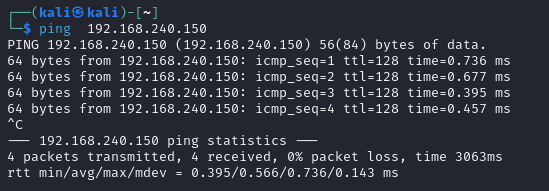 ┌──(kali㉿kali)-[~]
└─$ ping  192.168.240.150
PING 192.168.240.150 (192.168.240.150) 56(84) bytes of data.
64 bytes from 192.168.240.150: icmp_seq=1 ttl=128 time=0.736 ms
64 bytes from 192.168.240.150: icmp_seq=2 ttl=128 time=0.677 ms
64 bytes from 192.168.240.150: icmp_seq=3 ttl=128 time=0.395 ms
64 bytes from 192.168.240.150: icmp_seq=4 ttl=128 time=0.457 ms
^C
--- 192.168.240.150 ping statistics ---
4 packets transmitted, 4 received, 0% packet loss, time 3063ms
rtt min/avg/max/mdev = 0.395/0.566/0.736/0.143 ms